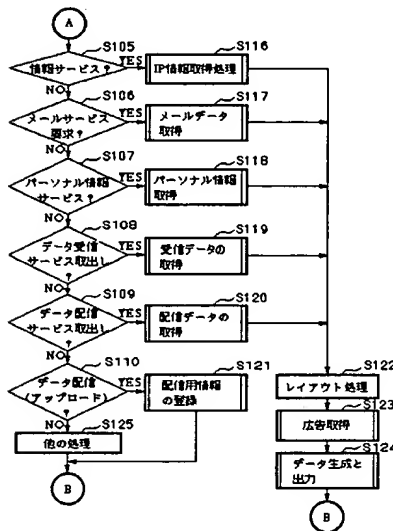 A
S105
情報サービス?
YES
S116
IP情報取得処理
NO
S106
メールサービス
要求?
YES
S117
メールデータ
取得
NO
S107
パーソナル情報
サービス?
YES
S118
パーソナル情報
取得
NO
S108
データ受信
サービス取出し
?
YES
S119
受信データの
取得
NO
S109
データ配信
サービス取出し
?
YES
S120
配信データの
取得
NO
S110
データ配信
(アップロード)
?
YES
S121
配信用情報
の登録
NO
S125
他の処理
B
S122
レイアウト処理
S123
広告取得
S124
データ生成と
出力
B